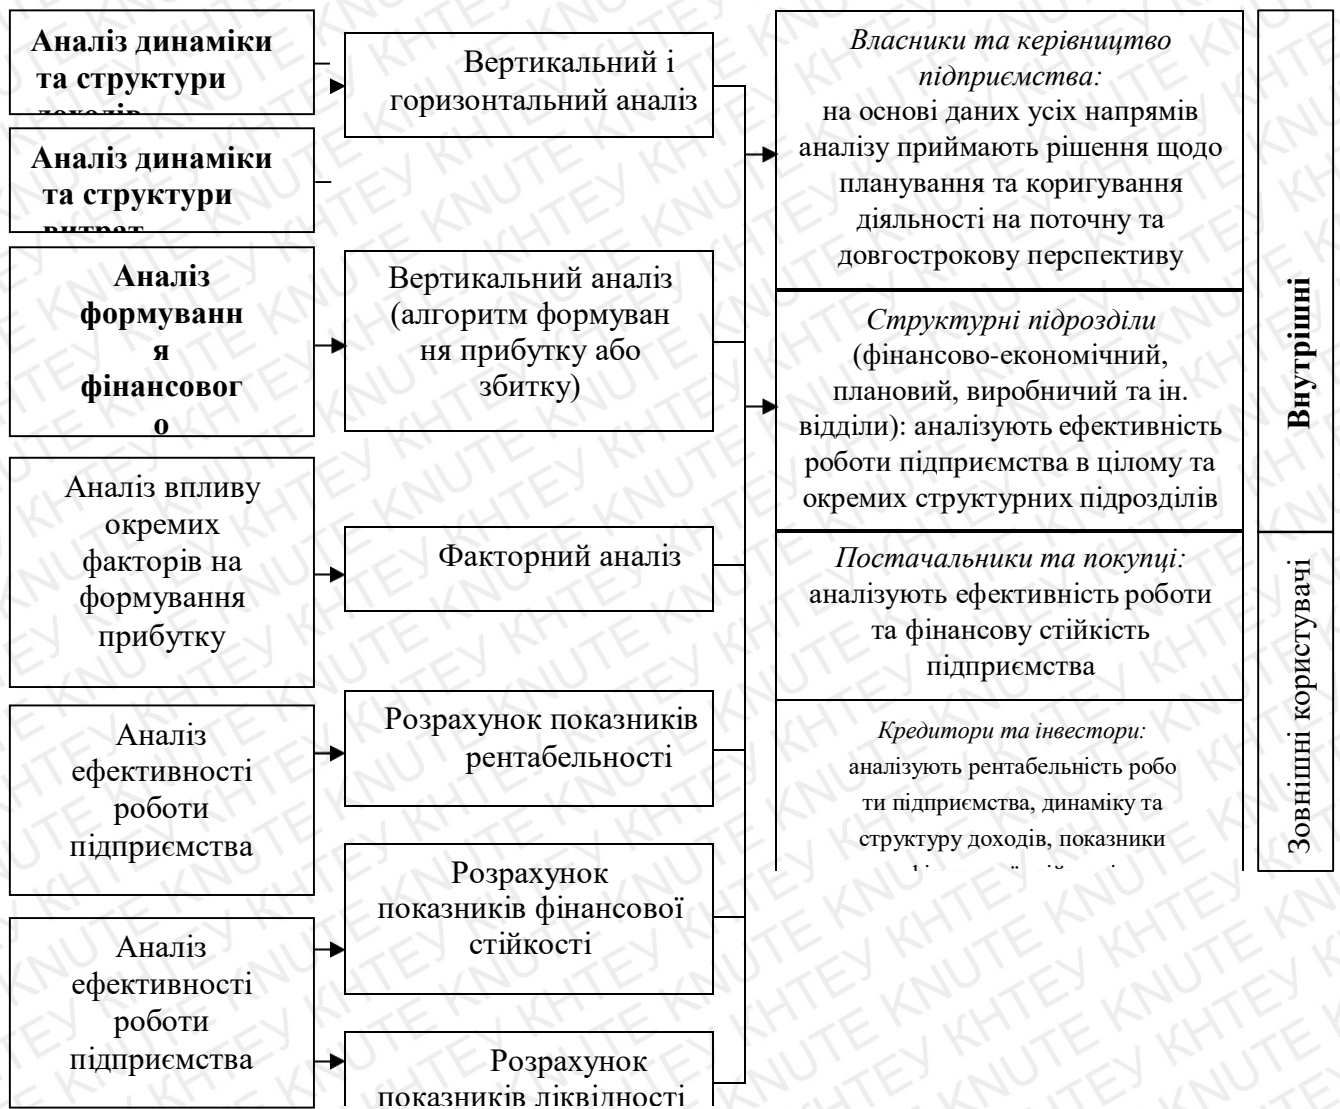 Аналіз динаміки
та структури
доходів
Аналіз динаміки
та структури
витрат
Аналіз
формуванн
я
фінансовог
о
Аналіз впливу
окремих
факторів на
формування
прибутку
Аналіз
ефективності
роботи
підприємства
Аналіз
ефективності
роботи
підприємства
Вертикальний і
горизонтальний аналіз
Вертикальний аналіз
(алгоритм формуван
ня прибутку або
збитку)
Факторний аналіз
Розрахунок показників
рентабельності
Розрахунок
показників фінансової
стійкості
Розрахунок
показників ліквідності
Власники та керівництво
підприємства:
на основі даних усіх напрямів
аналізу приймають рішення щодо
планування та коригування
діяльності на поточну та
довгострокову перспективу
Структурні підрозділи
(фінансово-економічний,
плановий, виробничий та ін.
відділи): аналізують ефективність
роботи підприємства в цілому та
окремих структурних підрозділів
Постачальники та покупці:
аналізують ефективність роботи
та фінансову стійкість
підприємства
Кредитори та інвестори:
аналізують рентабельність робо
ти підприємства, динаміку та
структуру доходів, показники
Внутрішні
Зовнішні користувачі